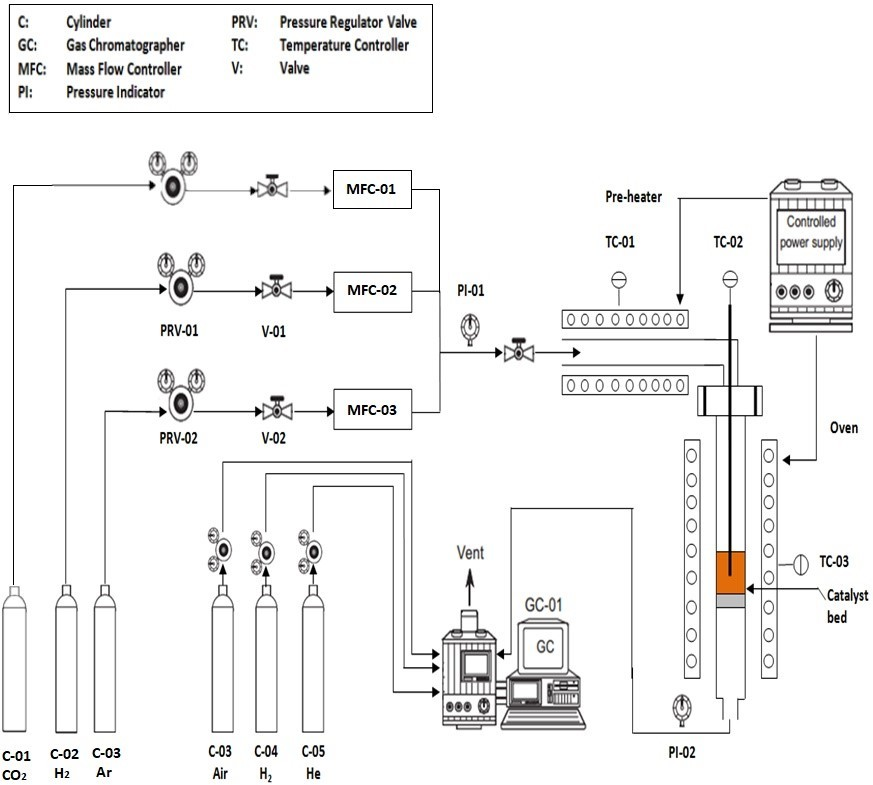 C: Cylinder PRV: Pressure Regulator Valve
GC: Gas Chromatographer TC: Temperature Controller
MFC: Mass Flow Controller V: Valve
PI: Pressure Indicator
MFC-01
Pre-heater
Controlled
power supply
TC-01
TC-02
MFC-02
PI-01
PRV-01
V-01
MFC-03
PRV-02
V-02
Oven
Vent
GC-01
GC
TC-03
Catalyst
bed
PI-02
C-01
CO2
C-02
H2
C-03
Ar
C-03
Air
C-04
H2
C-05
He